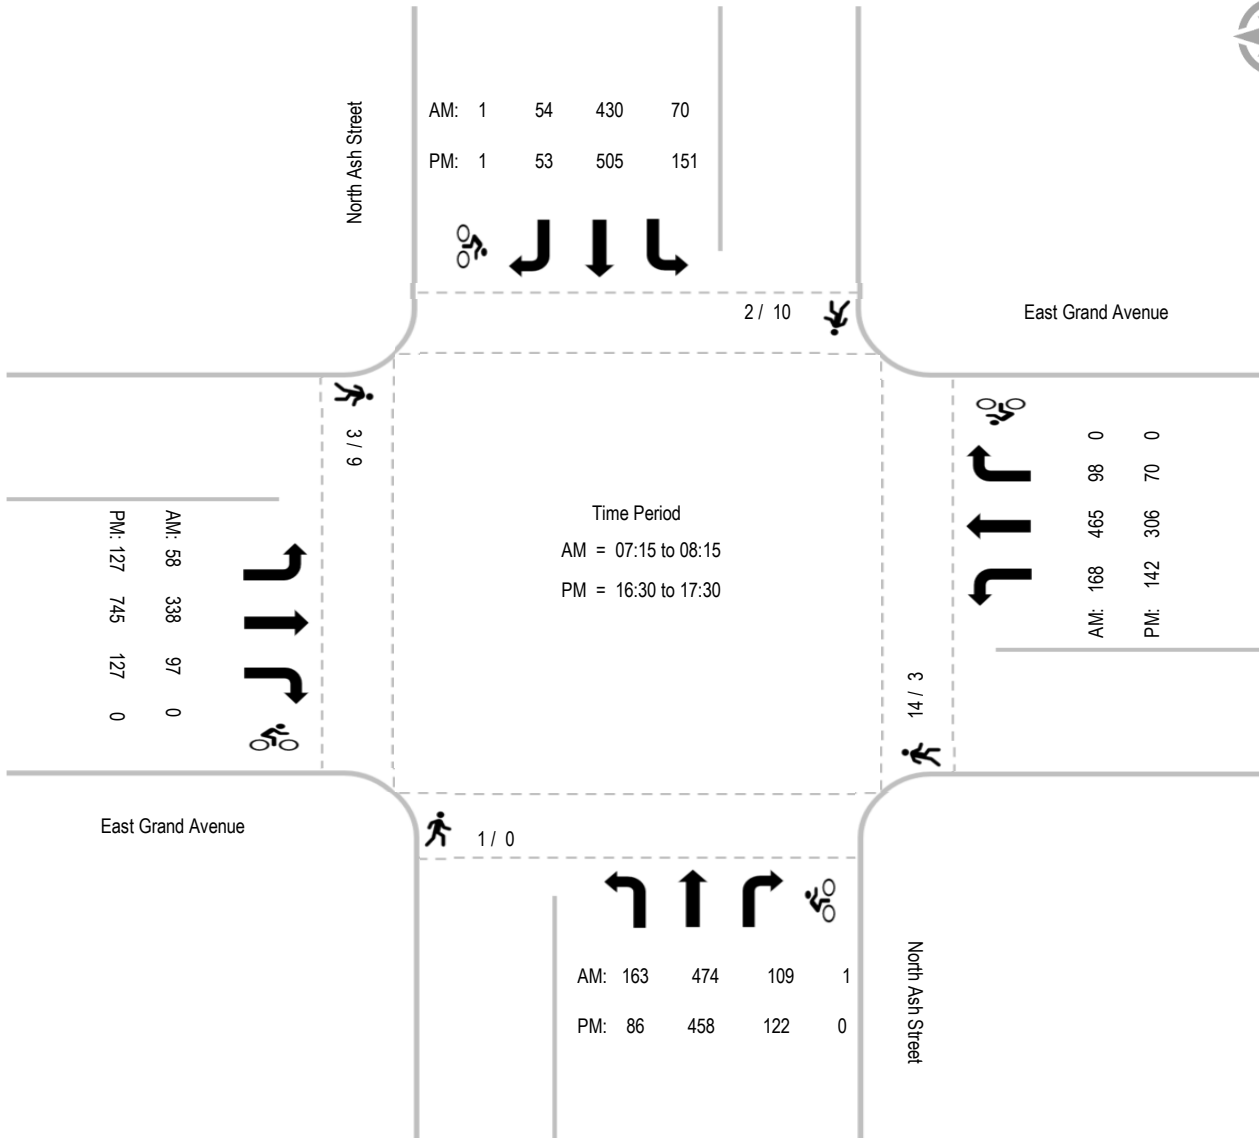 North Ash Street
AM: 1 54 430 70
PM: 1 53 505 151
2 / 10
East Grand Avenue
3 / 9
AM: 168 465 98 0
PM: 142 306 70 0
Time Period
AM = 07:15 to 08:15
PM = 16:30 to 17:30
AM: 58 338 97 0
PM: 127 745 127 0
14 / 3
East Grand Avenue
1 / 0
AM: 163 474 109 1
PM: 86 458 122 0
North Ash Street